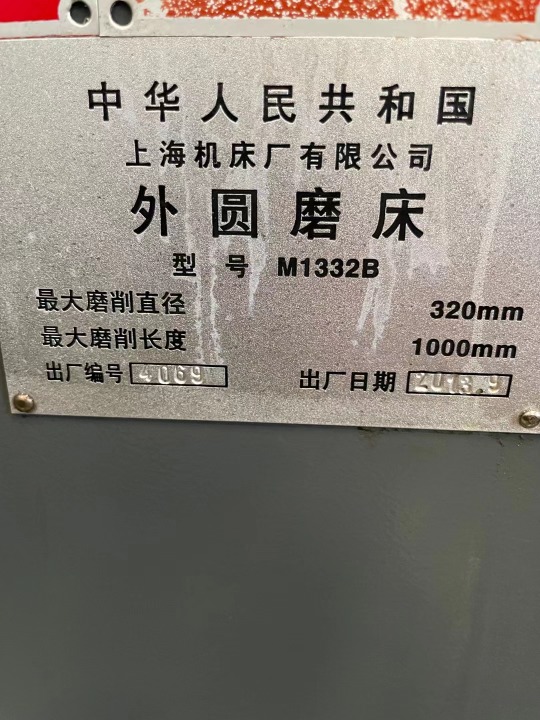 中华人民共和国
上海机床厂有限公司
外圆磨床
型号 M1332B
最大磨削直径 320mm
最大磨削长度 1000mm
出厂编号 4069 出厂日期 2013.9